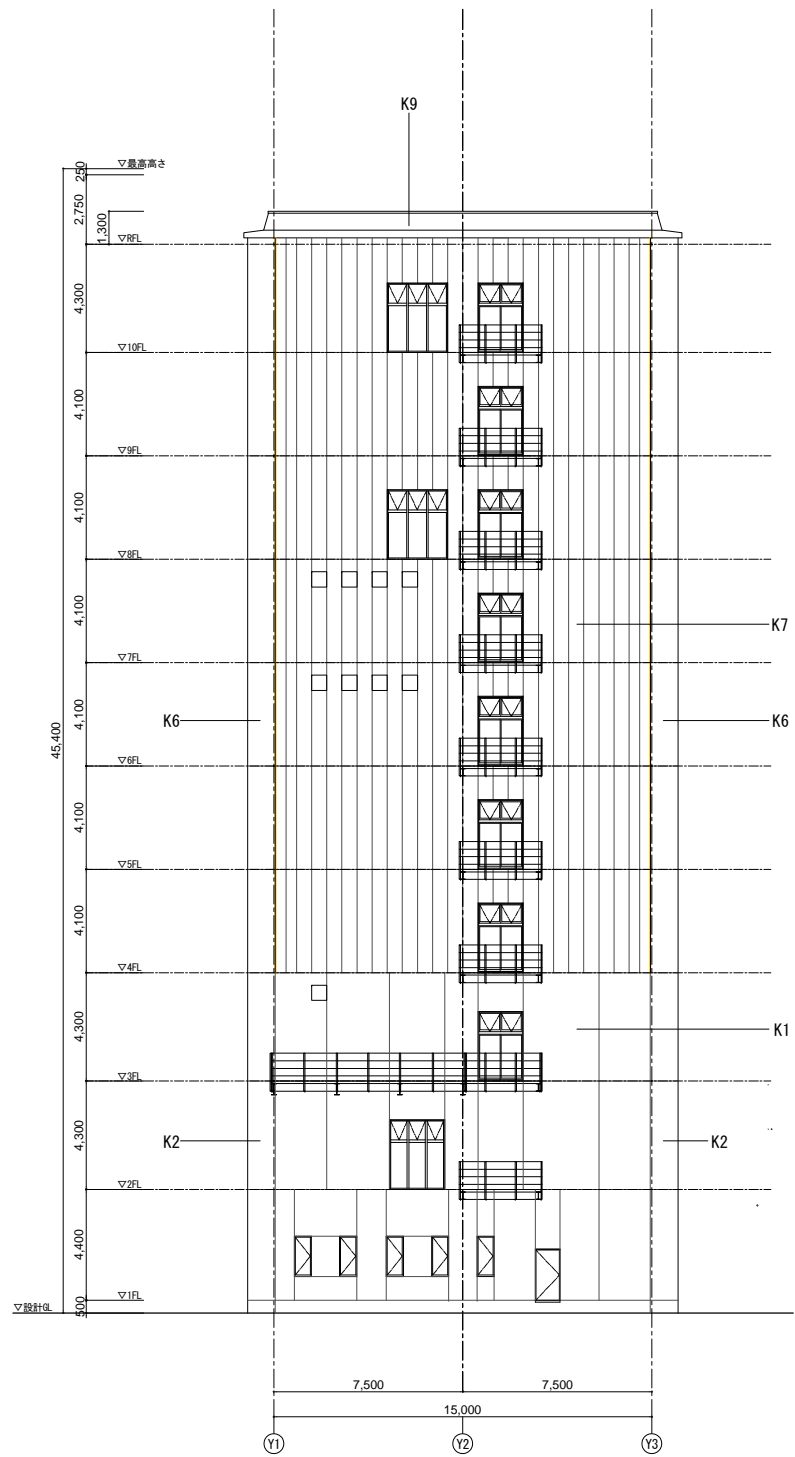 K9
▽最高高さ
250
2,750
1,300
▽RFL
4,300
▽10FL
4,100
▽9FL
4,100
▽8FL
4,100
K7
▽7FL
4,100
K6
K6
45,400
▽6FL
4,100
▽5FL
4,100
▽4FL
4,300
K1
▽3FL
4,300
K2
K2
▽2FL
4,400
▽1FL
500
▽設計GL
7,500
7,500
15,000
Y1
Y2
Y3